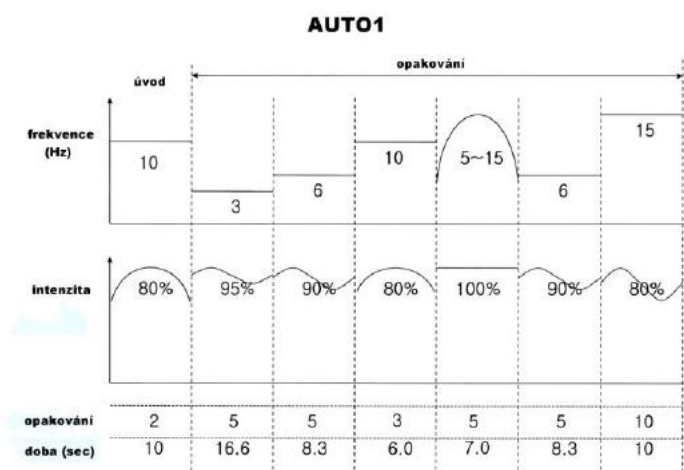 AUTO1
úvod
opakování
frekvence
(Hz)
10
3
6
10
5~15
6
15
intenzita
80%
95%
90%
80%
100%
90%
80%
opakování 2 5 5 3 5 5 10
doba (sec) 10 16.6 8.3 6.0 7.0 8.3 10